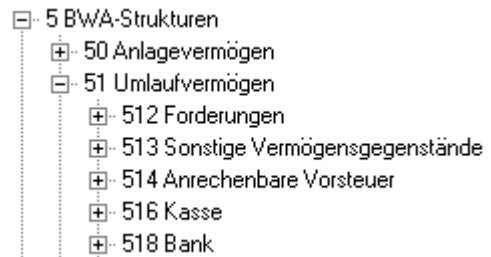 5 BWA-Strukturen
50 Anlagevermögen
51 Umlaufvermögen
512 Forderungen
513 Sonstige Vermögensgegenstände
514 Anrechenbare Vorsteuer
516 Kasse
518 Bank